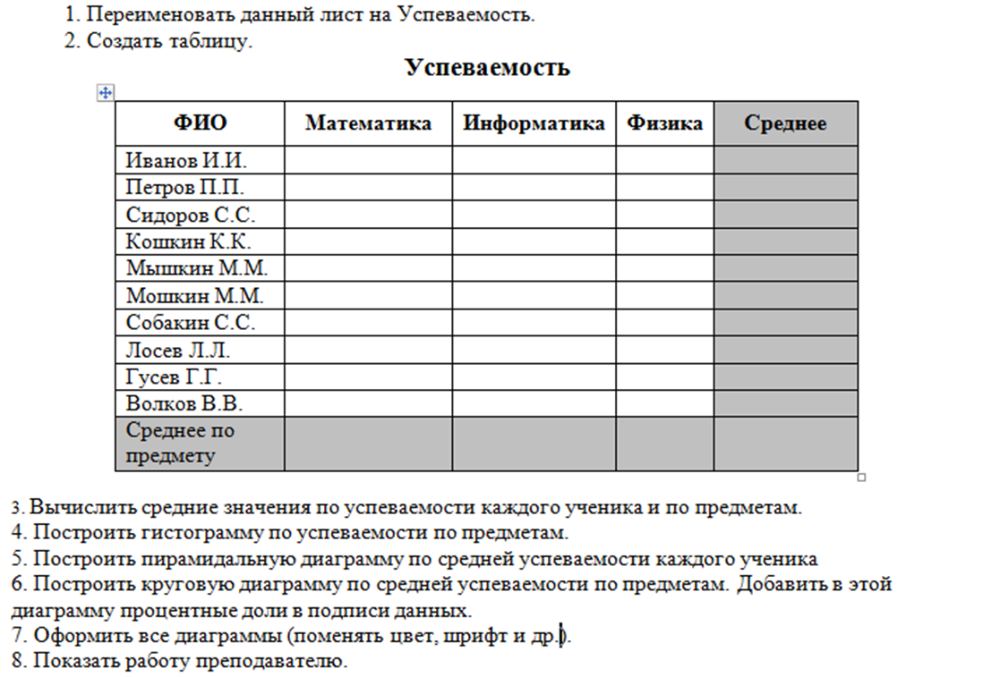 1. Переименовать данный лист на Успеваемость.
2. Создать таблицу.
Успеваемость
ФИО Математика Информатика Физика Среднее
Иванов И.И.
Петров П.П.
Сидоров С.С.
Кошкин К.К.
Мышкин М.М.
Мошкин М.М.
Собакин С.С.
Лосев Л.Л.
Гусев Г.Г.
Волков В.В.
Среднее по
предмету
3. Вычислить средние значения по успеваемости каждого ученика и по предметам.
4. Построить гистограмму по успеваемости по предметам.
5. Построить пирамидальную диаграмму по средней успеваемости каждого ученика
6. Построить круговую диаграмму по средней успеваемости по предметам. Добавить в этой
диаграмму процентные доли в подписи данных.
7. Оформить все диаграммы (поменять цвет, шрифт и др.).
8. Показать работу преподавателю.